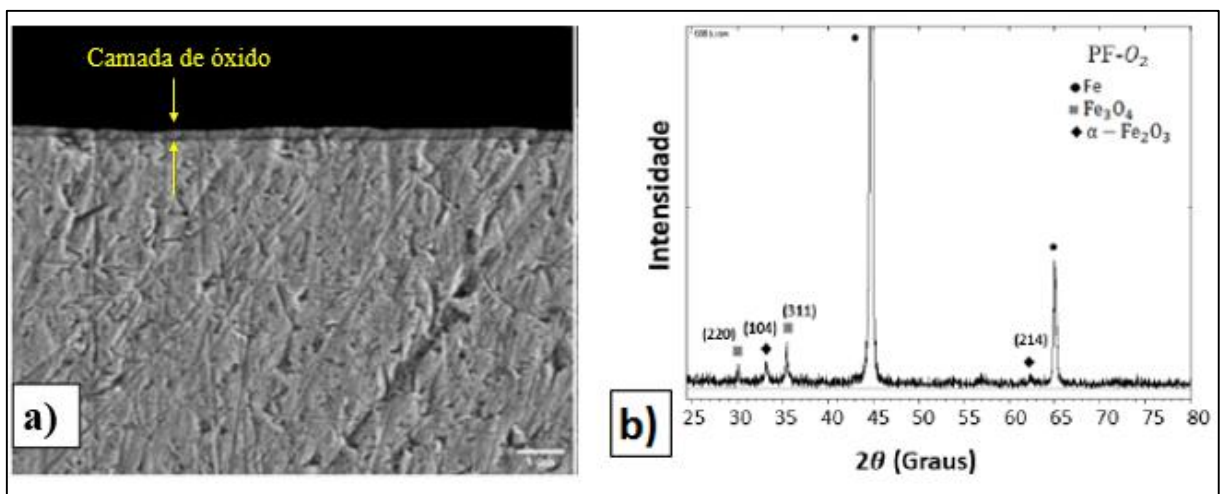 Camada de óxido
a)
PF-O₂
● Fe
■ Fe₃O₄
◆ α − Fe₂O₃
Intensidade
(220)
(104)
(311)
(214)
25 30 35 40 45 50 55 60 65 70 75 80
2θ (Graus)
b)